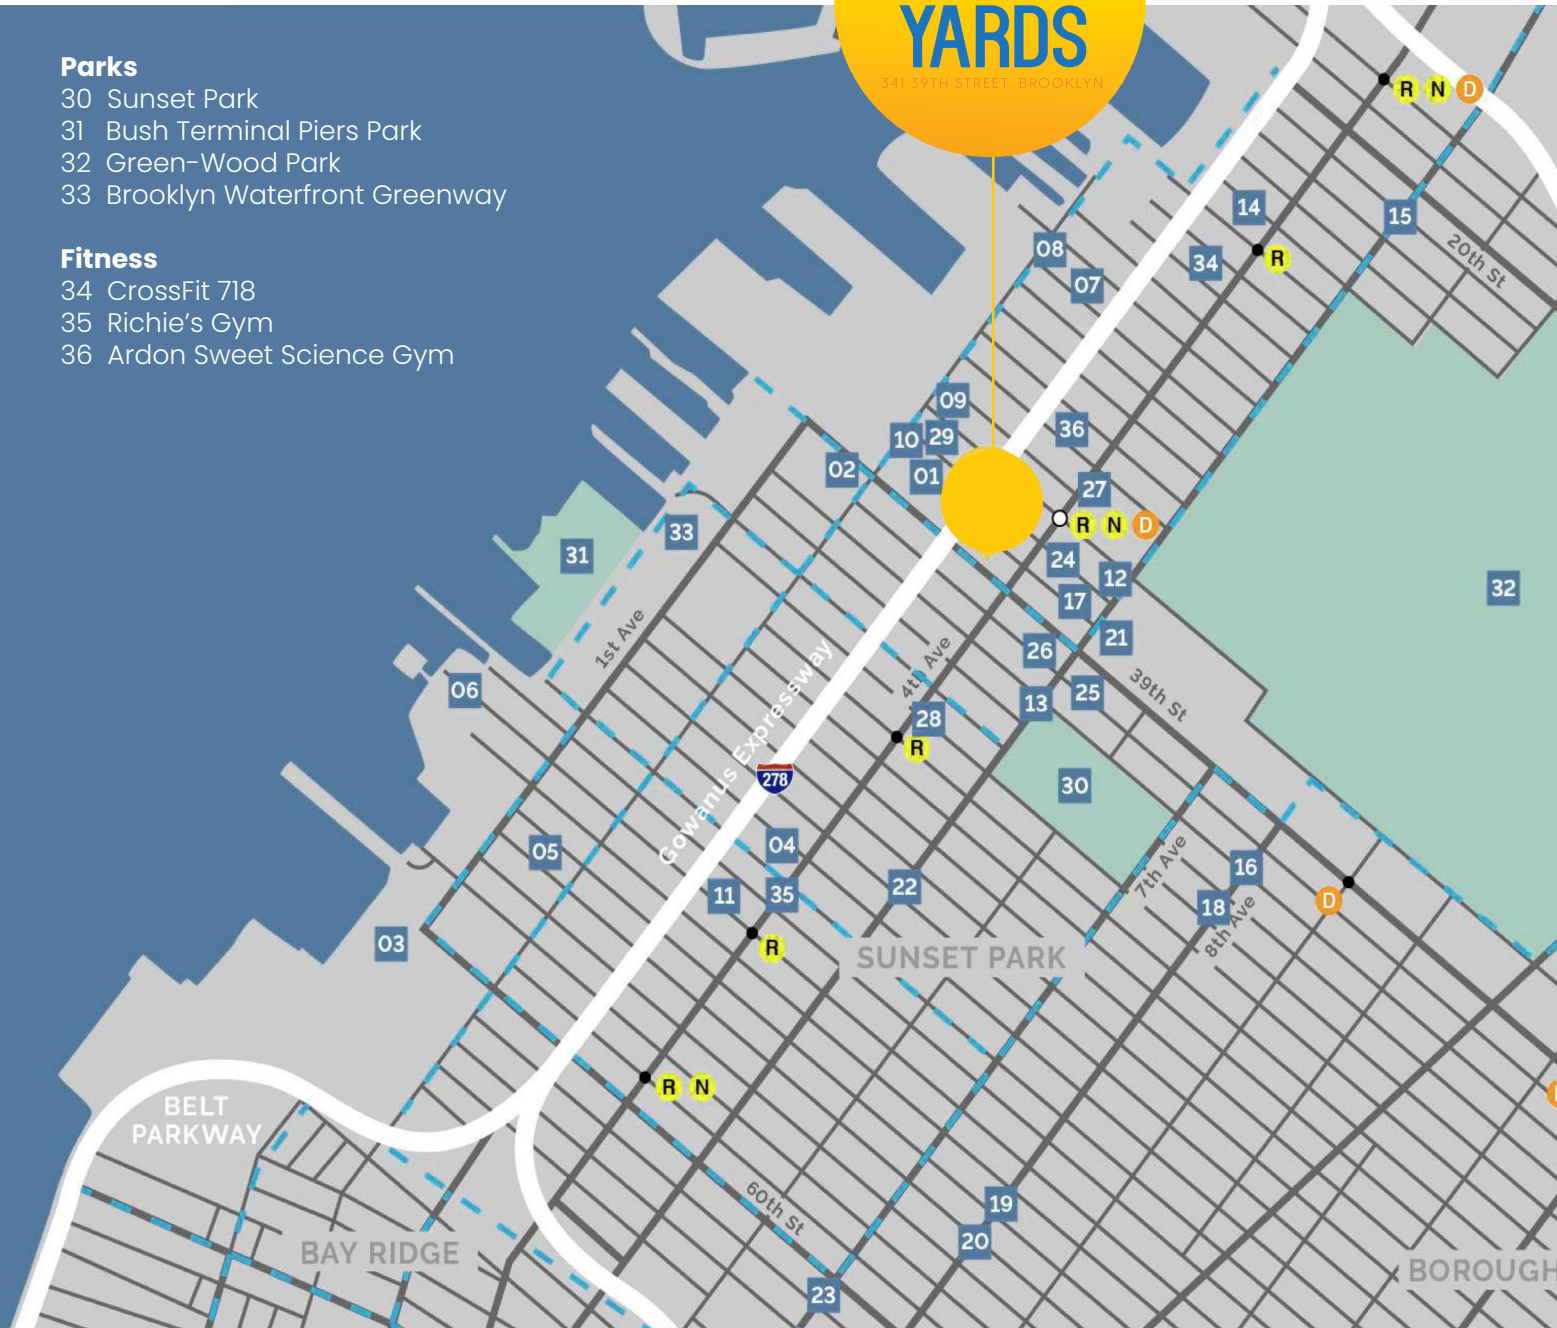 YARDS
341 39TH STREET, BROOKLYN
Parks
30 Sunset Park
31 Bush Terminal Piers Park
32 Green-Wood Park
33 Brooklyn Waterfront Greenway
Fitness
34 CrossFit 718
35 Richie's Gym
36 Ardon Sweet Science Gym
R N D
14
15
20th St
08
34
R
07
09
36
10
29
02
01
27
33
R N D
31
24
12
32
17
1st Ave
21
26
4th Ave
06
39th St
25
13
28
R
Gowanus Expressway
278
30
04
05
7th Ave
16
22
11
35
D
18
8th Ave
03
R
SUNSET PARK
R N
BELT
PARKWAY
60th St
19
20
BAY RIDGE
BOROUGH
23